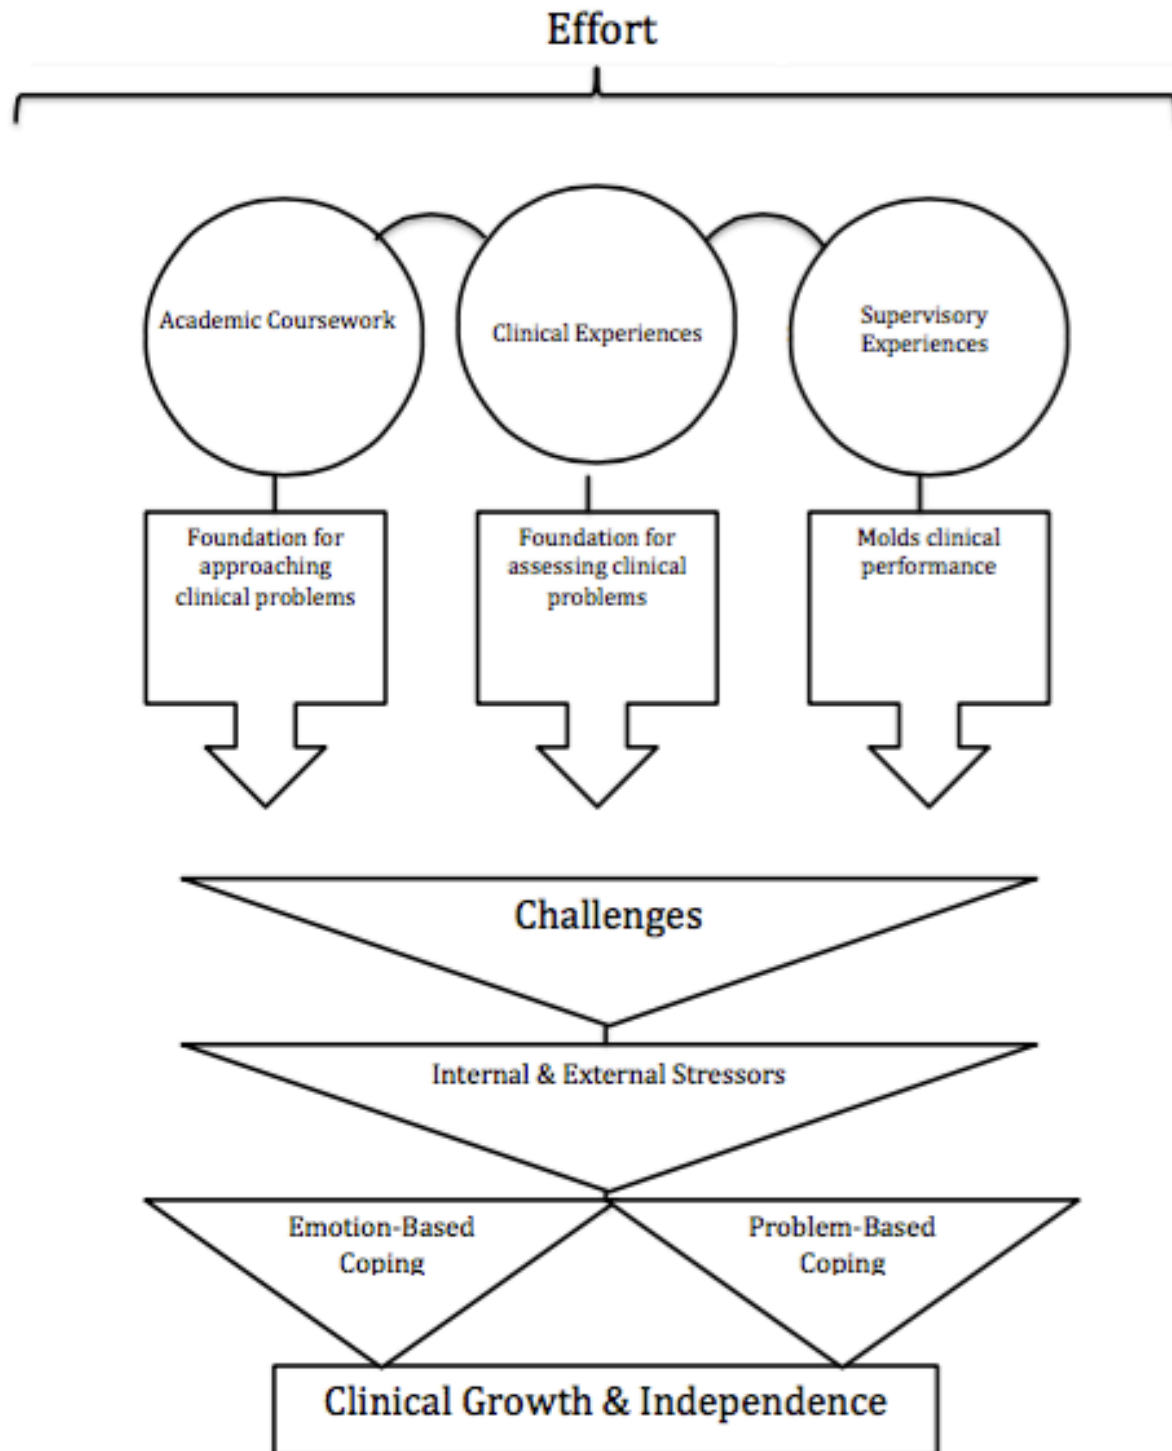 Effort
Academic Coursework
Clinical Experiences
Supervisory
Experiences
Foundation for
approaching
clinical problems
Foundation for
assessing clinical
problems
Molds clinical
performance
Challenges
Internal & External Stressors
Emotion-Based
Coping
Problem-Based
Coping
Clinical Growth & Independence